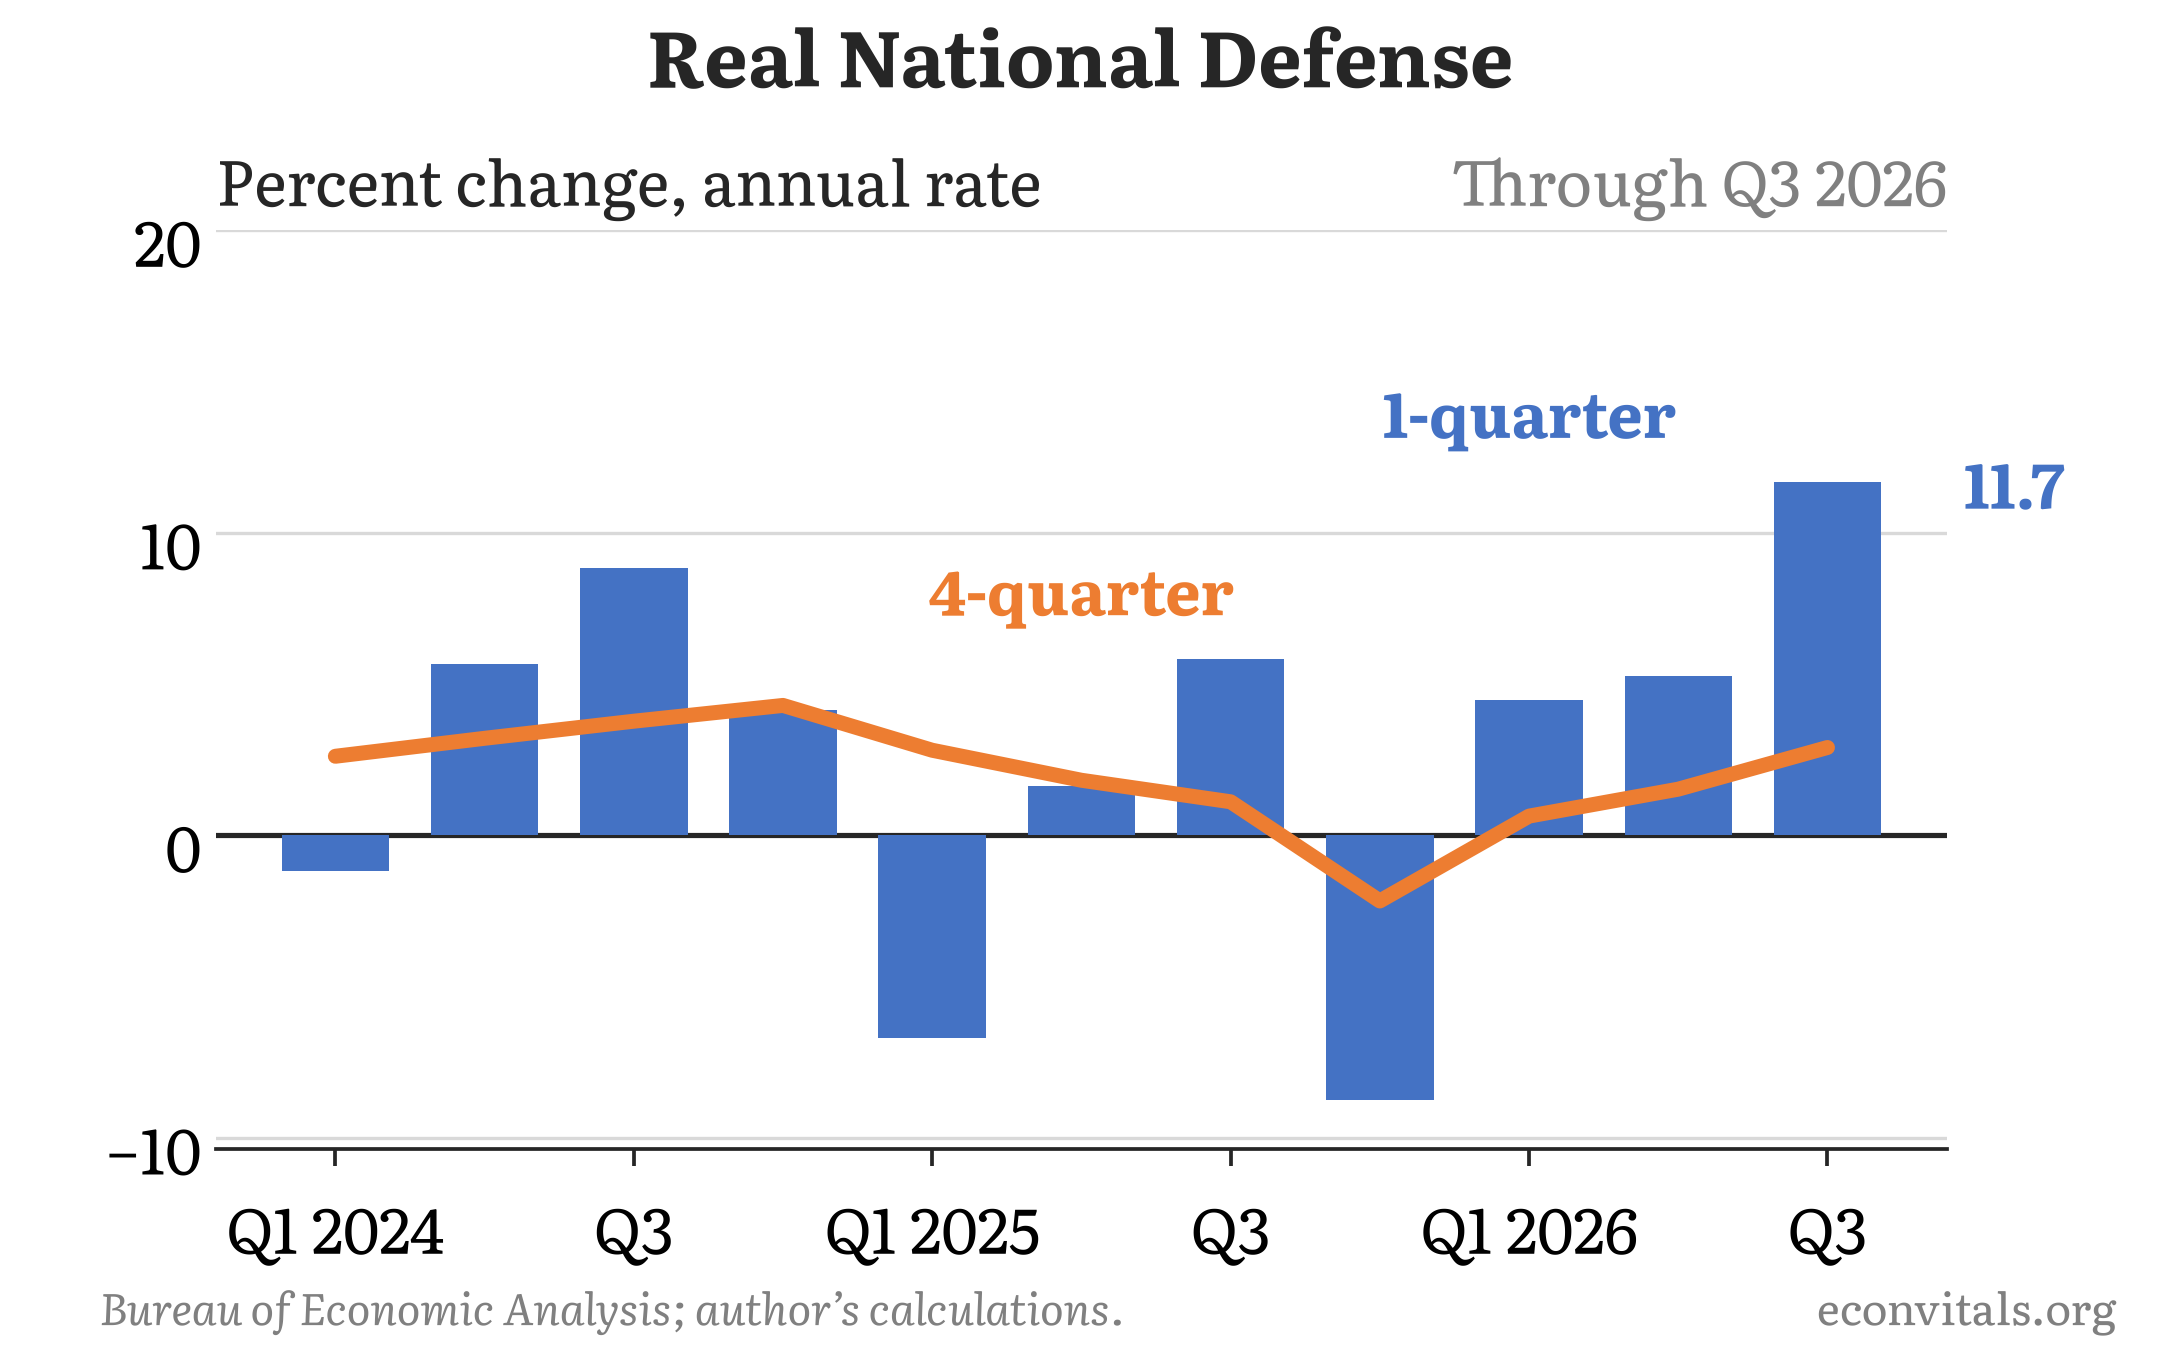 Real National Defense
Percent change, annual rate
Through Q3 2026
20
1-quarter
11.7
10
4-quarter
0
−10
Q1 2024 Q3 Q1 2025 Q3 Q1 2026 Q3
Bureau of Economic Analysis; author’s calculations.
econvitals.org